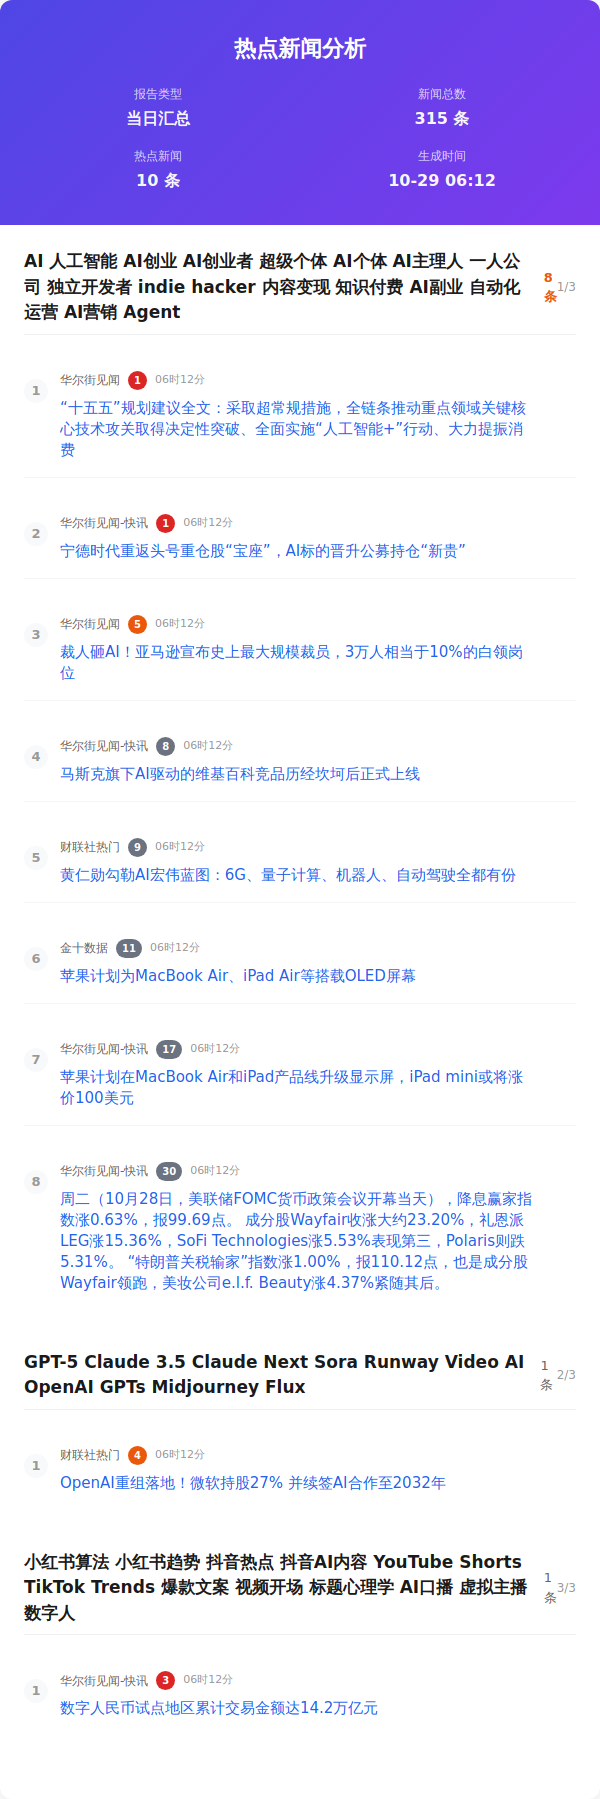 热点新闻分析
报告类型
新闻总数
当日汇总
315 条
热点新闻
生成时间
10 条
10-29 06:12
AI 人工智能 AI创业 AI创业者 超级个体 AI个体 AI主理人 一人公
司 独立开发者 indie hacker 内容变现 知识付费 AI副业 自动化
运营 AI营销 Agent
8
条
1/3
1
华尔街见闻 1 06时12分
“十五五”规划建议全文：采取超常规措施，全链条推动重点领域关键核
心技术攻关取得决定性突破、全面实施“人工智能+”行动、大力提振消
费
2
华尔街见闻-快讯 1 06时12分
宁德时代重返头号重仓股“宝座”，AI标的晋升公募持仓“新贵”
3
华尔街见闻 5 06时12分
裁人砸AI！亚马逊宣布史上最大规模裁员，3万人相当于10%的白领岗
位
4
华尔街见闻-快讯 8 06时12分
马斯克旗下AI驱动的维基百科竞品历经坎坷后正式上线
5
财联社热门 9 06时12分
黄仁勋勾勒AI宏伟蓝图：6G、量子计算、机器人、自动驾驶全都有份
6
金十数据 11 06时12分
苹果计划为MacBook Air、iPad Air等搭载OLED屏幕
7
华尔街见闻-快讯 17 06时12分
苹果计划在MacBook Air和iPad产品线升级显示屏，iPad mini或将涨
价100美元
8
华尔街见闻-快讯 30 06时12分
周二（10月28日，美联储FOMC货币政策会议开幕当天），降息赢家指
数涨0.63%，报99.69点。 成分股Wayfair收涨大约23.20%，礼恩派
LEG涨15.36%，SoFi Technologies涨5.53%表现第三，Polaris则跌
5.31%。 “特朗普关税输家”指数涨1.00%，报110.12点，也是成分股
Wayfair领跑，美妆公司e.l.f. Beauty涨4.37%紧随其后。
GPT-5 Claude 3.5 Claude Next Sora Runway Video AI
OpenAI GPTs Midjourney Flux
1
条
2/3
1
财联社热门 4 06时12分
OpenAI重组落地！微软持股27% 并续签AI合作至2032年
小红书算法 小红书趋势 抖音热点 抖音AI内容 YouTube Shorts
TikTok Trends 爆款文案 视频开场 标题心理学 AI口播 虚拟主播
数字人
1
条
3/3
1
华尔街见闻-快讯 3 06时12分
数字人民币试点地区累计交易金额达14.2万亿元